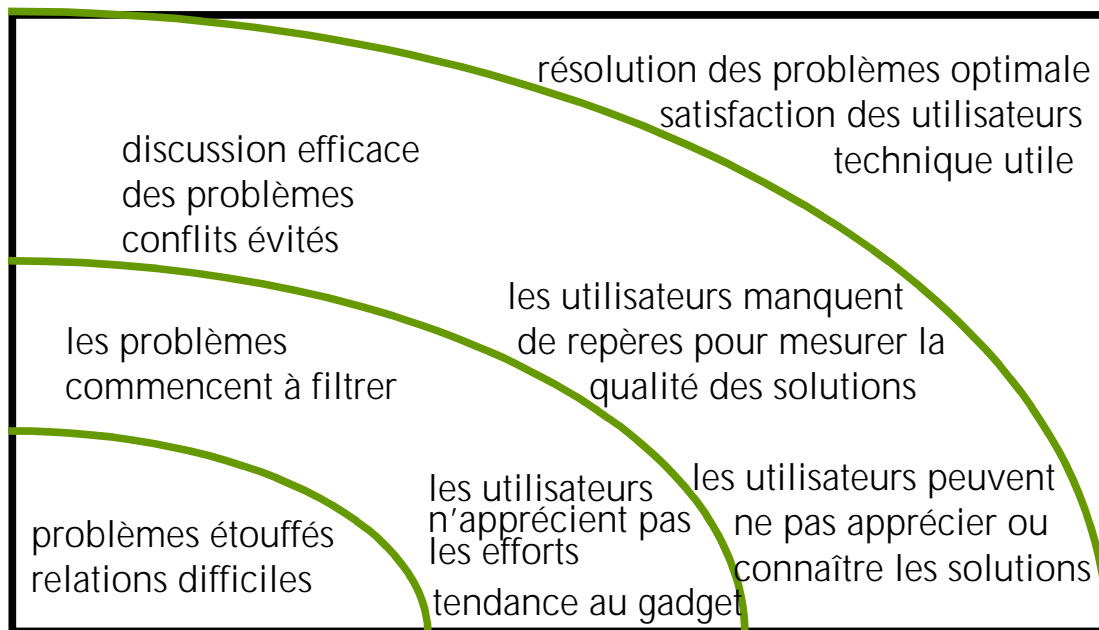 résolution des problèmes optimale
satisfaction des utilisateurs
technique utile
discussion efficace
des problèmes
conflits évités
les utilisateurs manquent
de repères pour mesurer la
qualité des solutions
les problèmes
commencent à filtrer
les utilisateurs peuvent
ne pas apprécier ou
connaître les solutions
les utilisateurs
n'apprécient pas
les efforts
tendance au gadget
problèmes étouffés
relations difficiles